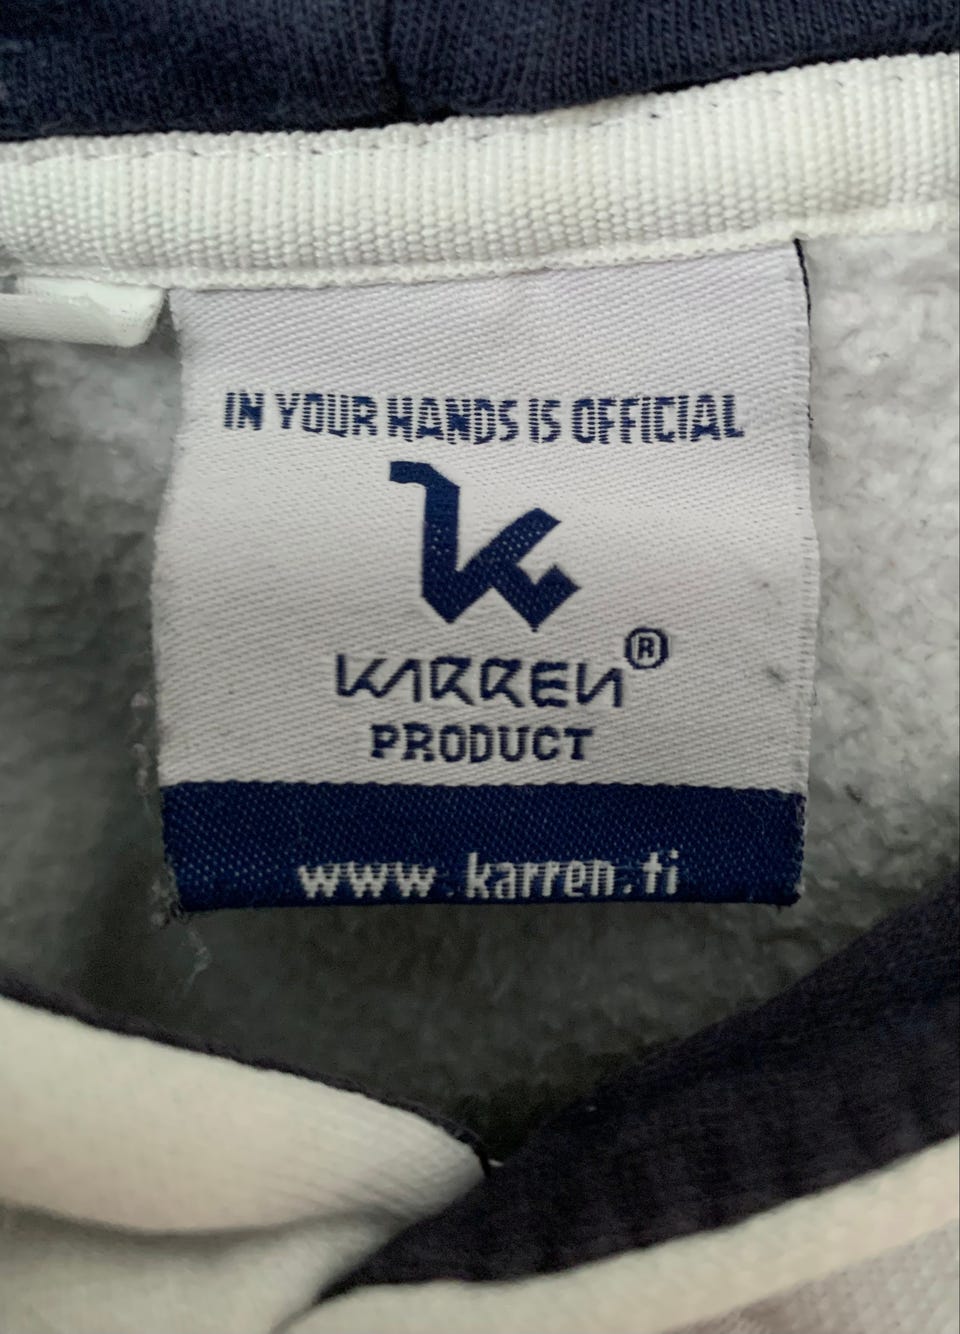 IN YOUR HANDS IS OFFICIAL
KARREN®
PRODUCT
www.karren.ti